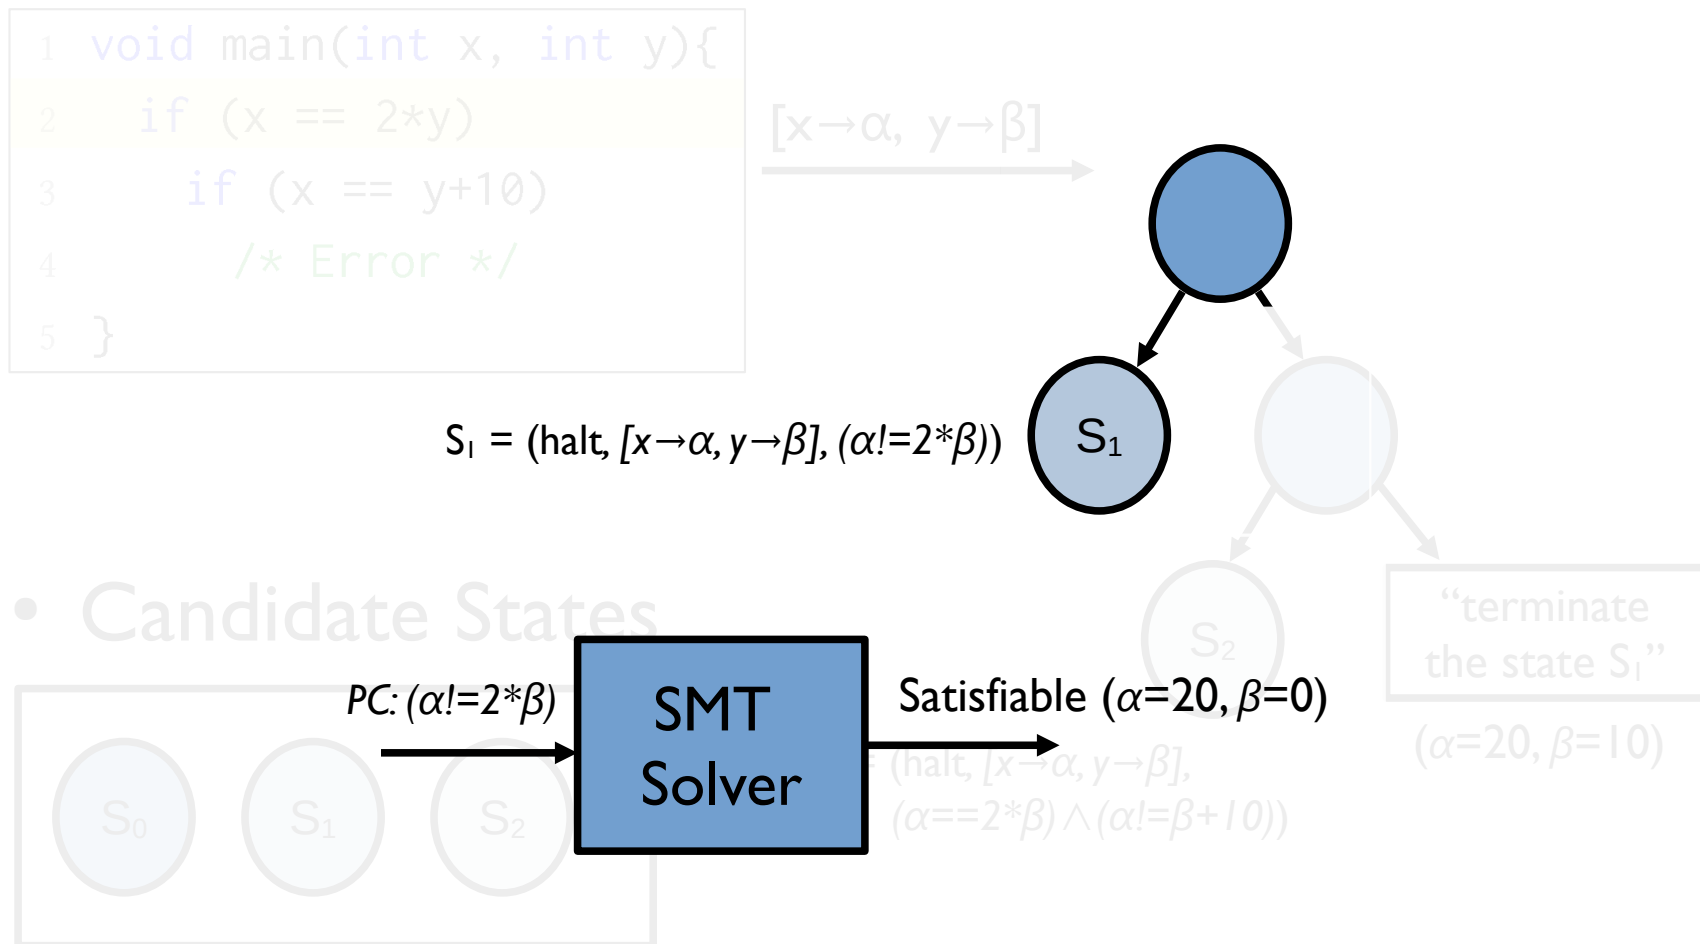 1 void main(int x, int y){
2 if (x == 2*y)
3 if (x == y+10)
4 /* Error */
5 }
[x→α, y→β]
S₁ = (halt, [x→α, y→β], (α!=2*β))
S₁
• Candidate States
S₂
“terminate
the state S₁”
(α=20, β=10)
PC: (α!=2*β)
SMT
Solver
Satisfiable (α=20, β=0)
S₀
S₁
S₂
= (halt, [x→α, y→β],
(α==2*β)∧(α!=β+10))